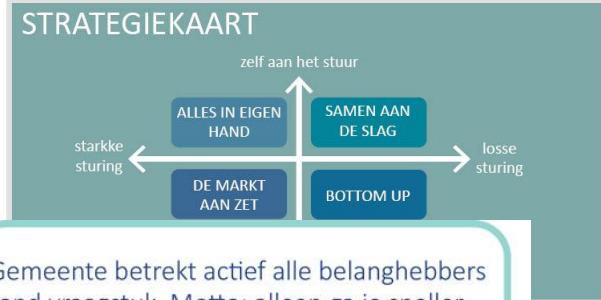 STRATEGIEKAART
zelf aan het stuur
ALLES IN EIGEN
HAND
SAMEN AAN
DE SLAG
starkke
sturing
losse
sturing
DE MARKT
AAN ZET
BOTTOM UP
Gemeente betrekt actief alle belanghebbers